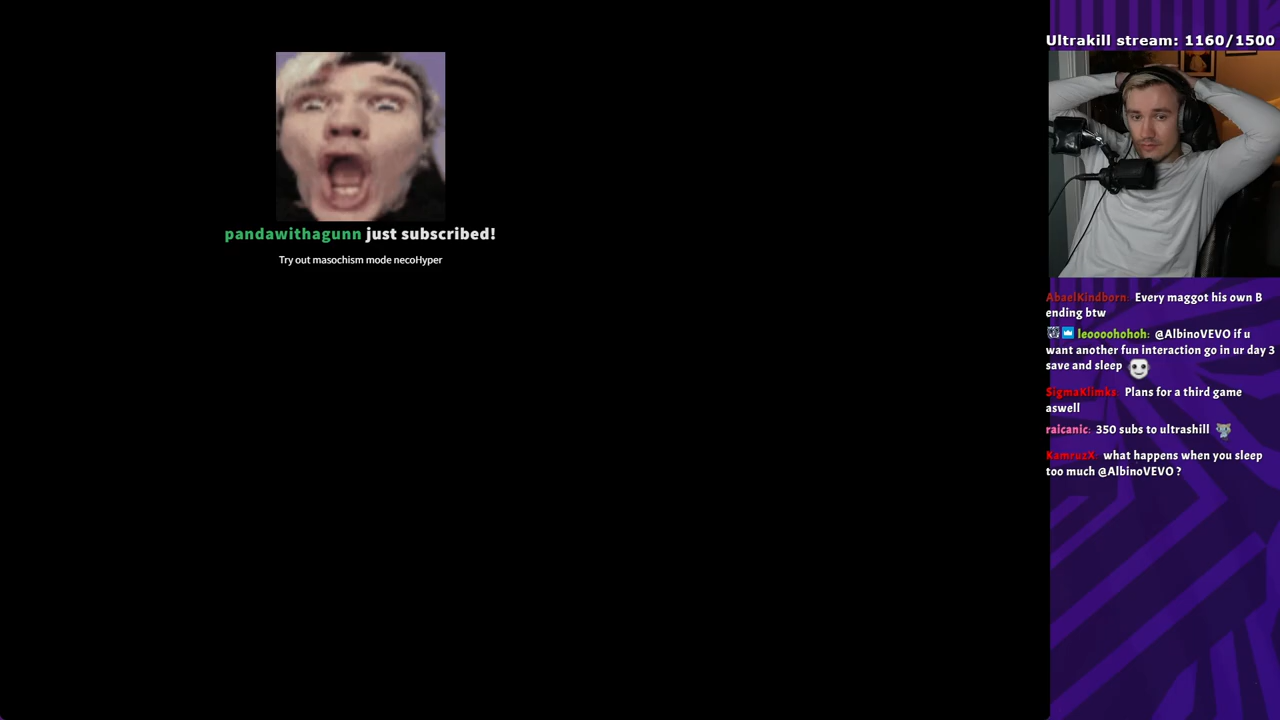 Ultrakill stream: 1160/1500
pandawithagunn just subscribed!
Try out masochism mode necoHyper
AbaelKindborn: Every maggot his own B
ending btw
leoooohohoh: @AlbinoVEVO if u
want another fun interaction go in ur day 3
save and sleep
SigmaKlimks: Plans for a third game
aswell
raicanic: 350 subs to ultrashill
KamruzX: what happens when you sleep
too much @AlbinoVEVO ?